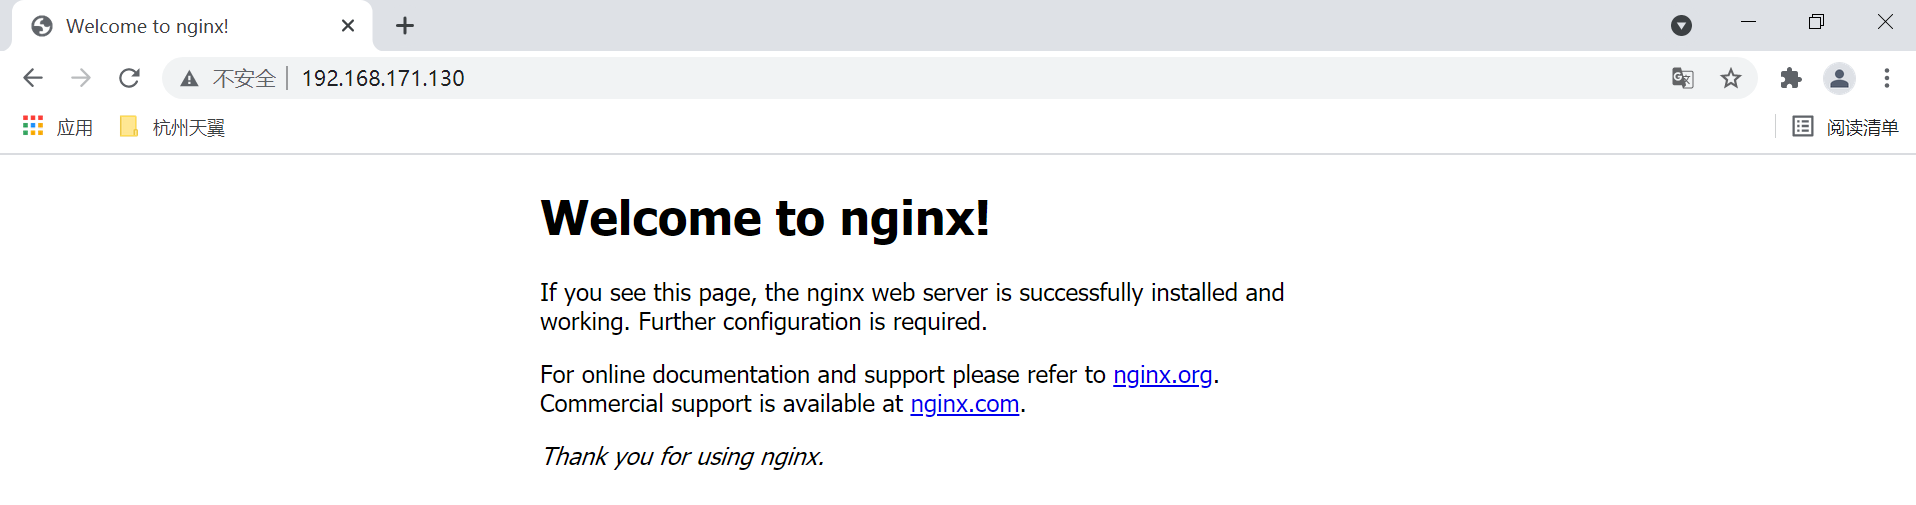 Welcome to nginx!
不安全 | 192.168.171.130
应用 杭州天翼 阅读清单
Welcome to nginx!
If you see this page, the nginx web server is successfully installed and
working. Further configuration is required.
For online documentation and support please refer to nginx.org.
Commercial support is available at nginx.com.
Thank you for using nginx.